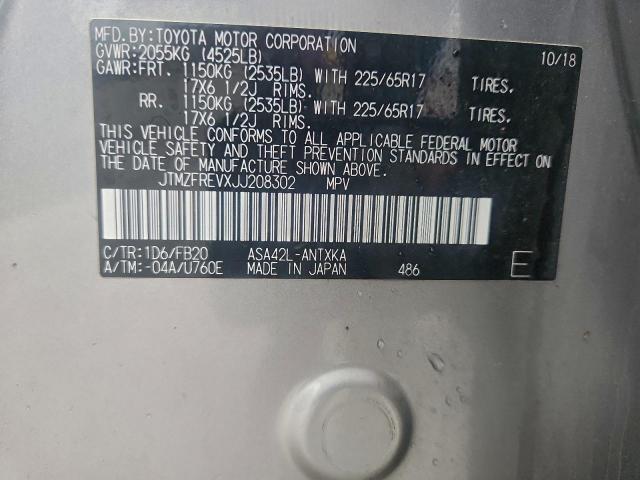 MFD. BY: TOYOTA MOTOR CORPORATION 10/18
GVWR: 2055KG (4525LB)
GAWR: FRT. 1150KG (2535LB) WITH 225/65R17 TIRES,
17X6 1/2J RIMS.
RR. 1150KG (2535LB) WITH 225/65R17 TIRES,
17X6 1/2J RIMS.
THIS VEHICLE CONFORMS TO ALL APPLICABLE FEDERAL MOTOR
VEHICLE SAFETY AND THEFT PREVENTION STANDARDS IN EFFECT ON
THE DATE OF MANUFACTURE SHOWN ABOVE.
JTMZFREVXJJ208302 MPV
C/TR: 1D6/FB20 ASA42L-ANTXKA
A/TM: -04A/U760E MADE IN JAPAN 486 E